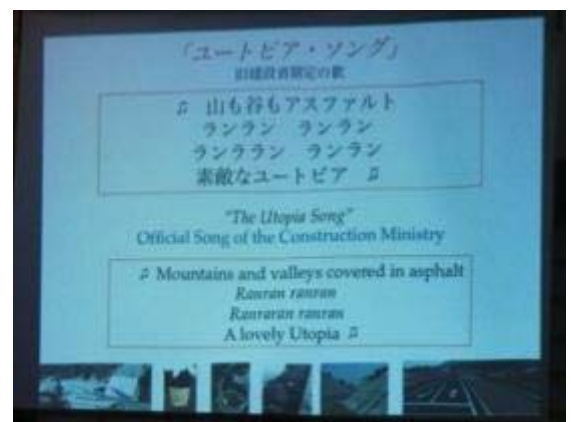 「ユートピア・ソング」
旧建設省制定の歌
♫ 山も谷もアスファルト
ランラン ランラン
ランララン ランラン
素敵なユートピア ♫
"The Utopia Song"
Official Song of the Construction Ministry
♫ Mountains and valleys covered in asphalt
Ranran ranran
Ranraran ranran
A lovely Utopia ♫